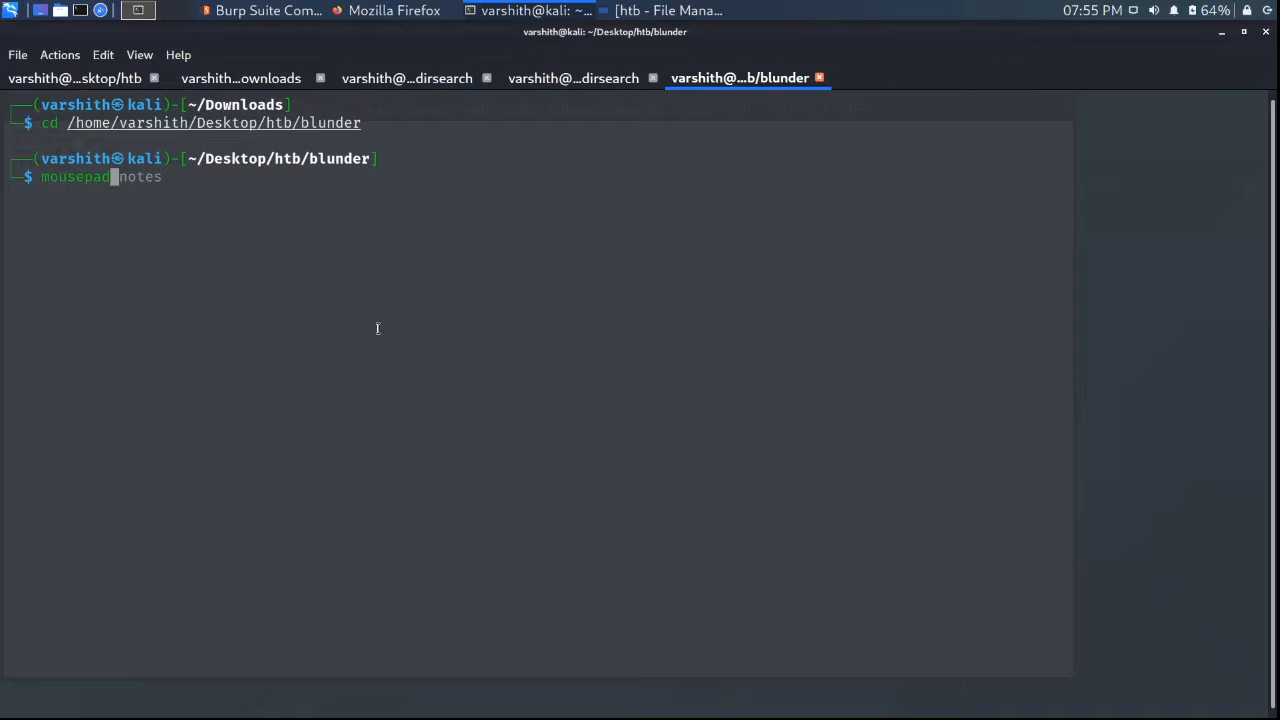 Burp Suite Com... Mozilla Firefox varshith@kali: ~... [htb - File Mana... 07:55 PM 64%
varshith@kali: ~/Desktop/htb/blunder
File Actions Edit View Help
varshith@...sktop/htb varshith...ownloads varshith@...dirsearch varshith@...dirsearch varshith@...b/blunder
┌──(varshith㉿kali)-[~/Downloads]
└─$ cd /home/varshith/Desktop/htb/blunder
┌──(varshith㉿kali)-[~/Desktop/htb/blunder]
└─$ mousepad notes